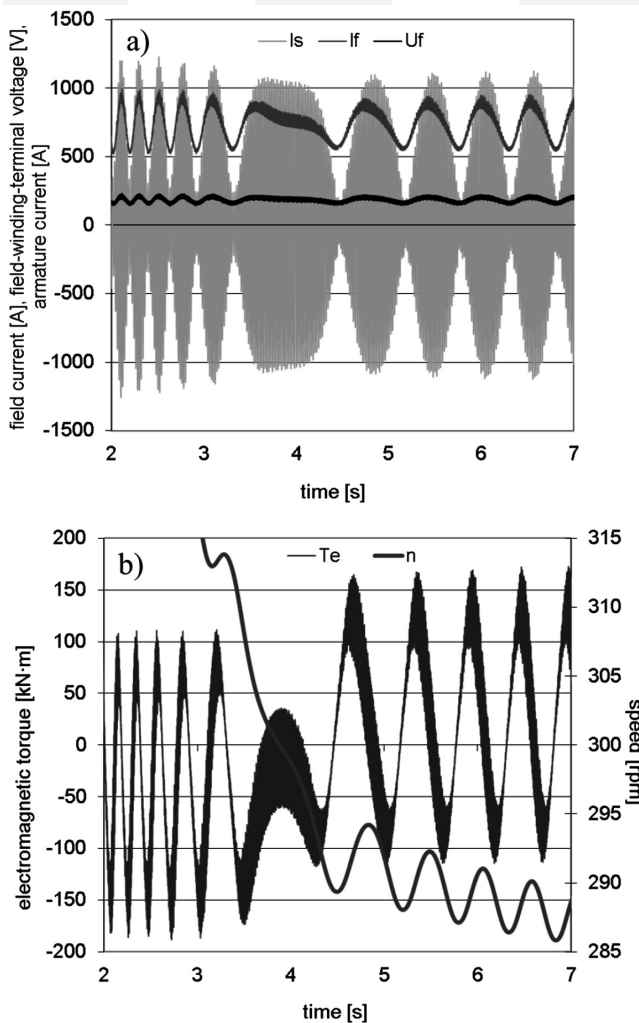 a)
Is If Uf
field current [A], field-winding-terminal voltage [V],
armature current [A]
1500
1000
500
0
-500
-1000
-1500
2 3 4 5 6 7
time [s]
b)
Te n
electromagnetic torque [kN·m]
200
150
100
50
0
-50
-100
-150
-200
315
310
305
300
295
290
285
speed [rpm]
2 3 4 5 6 7
time [s]